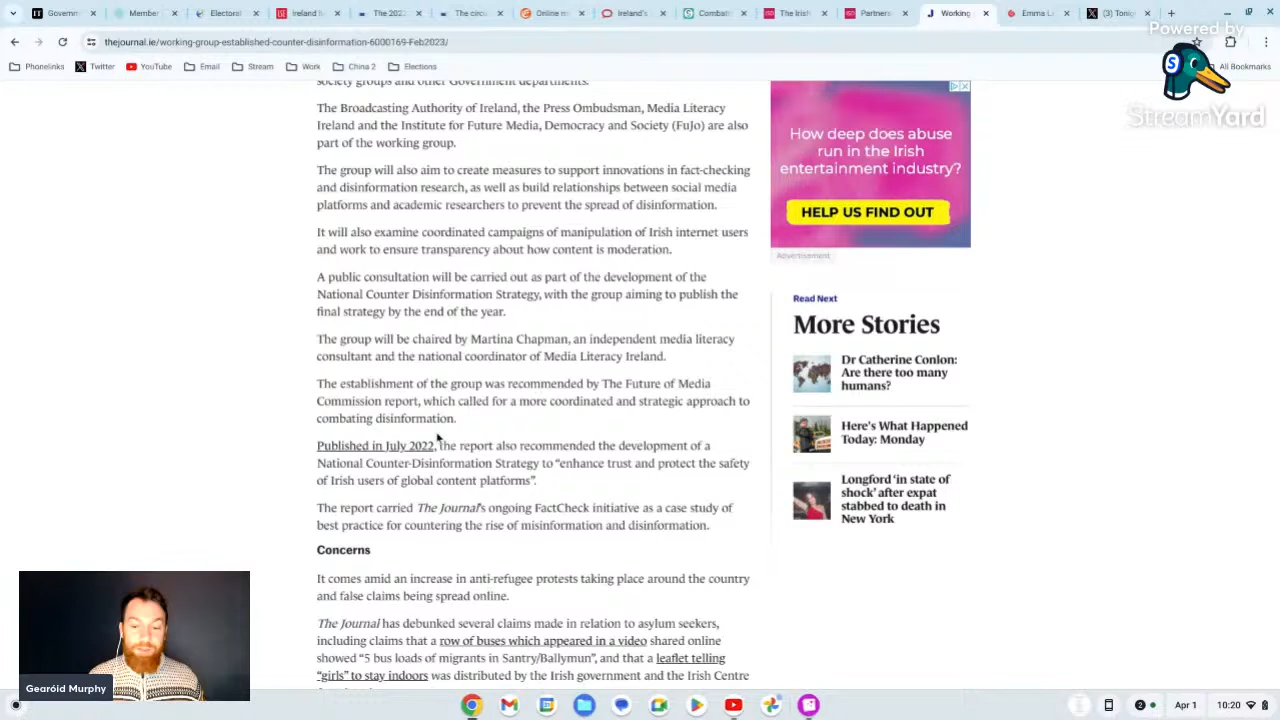 The Irish
Online m
The cens
Ireland's
Combatt
The Irish
Partners
Working
Emma L
(3) Tonig
thejournal.ie/working-group-established-counter-disinformation-6000169-Feb2023/
Powered by
StreamYard
Phonelinks
Twitter
YouTube
Email
Stream
Work
China 2
Elections
All Bookmarks
society groups and other Government departments.
The Broadcasting Authority of Ireland, the Press Ombudsman, Media Literacy
Ireland and the Institute for Future Media, Democracy and Society (FuJo) are also
part of the working group.
The group will also aim to create measures to support innovations in fact-checking
and disinformation research, as well as build relationships between social media
platforms and academic researchers to prevent the spread of disinformation.
It will also examine coordinated campaigns of manipulation of Irish internet users
and work to ensure transparency about how content is moderation.
A public consultation will be carried out as part of the development of the
National Counter Disinformation Strategy, with the group aiming to publish the
final strategy by the end of the year.
The group will be chaired by Martina Chapman, an independent media literacy
consultant and the national coordinator of Media Literacy Ireland.
The establishment of the group was recommended by The Future of Media
Commission report, which called for a more coordinated and strategic approach to
combating disinformation.
Published in July 2022, the report also recommended the development of a
National Counter-Disinformation Strategy to “enhance trust and protect the safety
of Irish users of global content platforms”.
The report carried The Journal’s ongoing FactCheck initiative as a case study of
best practice for countering the rise of misinformation and disinformation.
Concerns
It comes amid an increase in anti-refugee protests taking place around the country
and false claims being spread online.
The Journal has debunked several claims made in relation to asylum seekers,
including claims that a row of buses which appeared in a video shared online
showed “5 bus loads of migrants in Santry/Ballymun”, and that a leaflet telling
“girls” to stay indoors was distributed by the Irish government and the Irish Centre
How deep does abuse
run in the Irish
entertainment industry?
HELP US FIND OUT
Advertisement
Read Next
More Stories
Dr Catherine Conlon:
Are there too many
humans?
Here’s What Happened
Today: Monday
Longford ‘in state of
shock’ after expat
stabbed to death in
New York
Gearóid Murphy
Apr 1
10:20